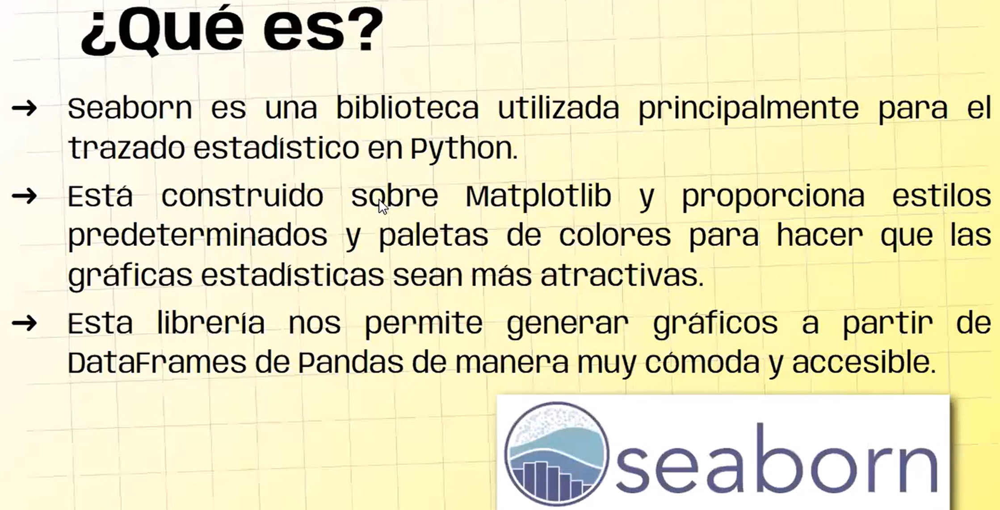 ¿Qué es?
→ Seaborn es una biblioteca utilizada principalmente para el
trazado estadístico en Python.
→ Está construido sobre Matplotlib y proporciona estilos
predeterminados y paletas de colores para hacer que las
gráficas estadísticas sean más atractivas.
→ Esta librería nos permite generar gráficos a partir de
DataFrames de Pandas de manera muy cómoda y accesible.
seaborn